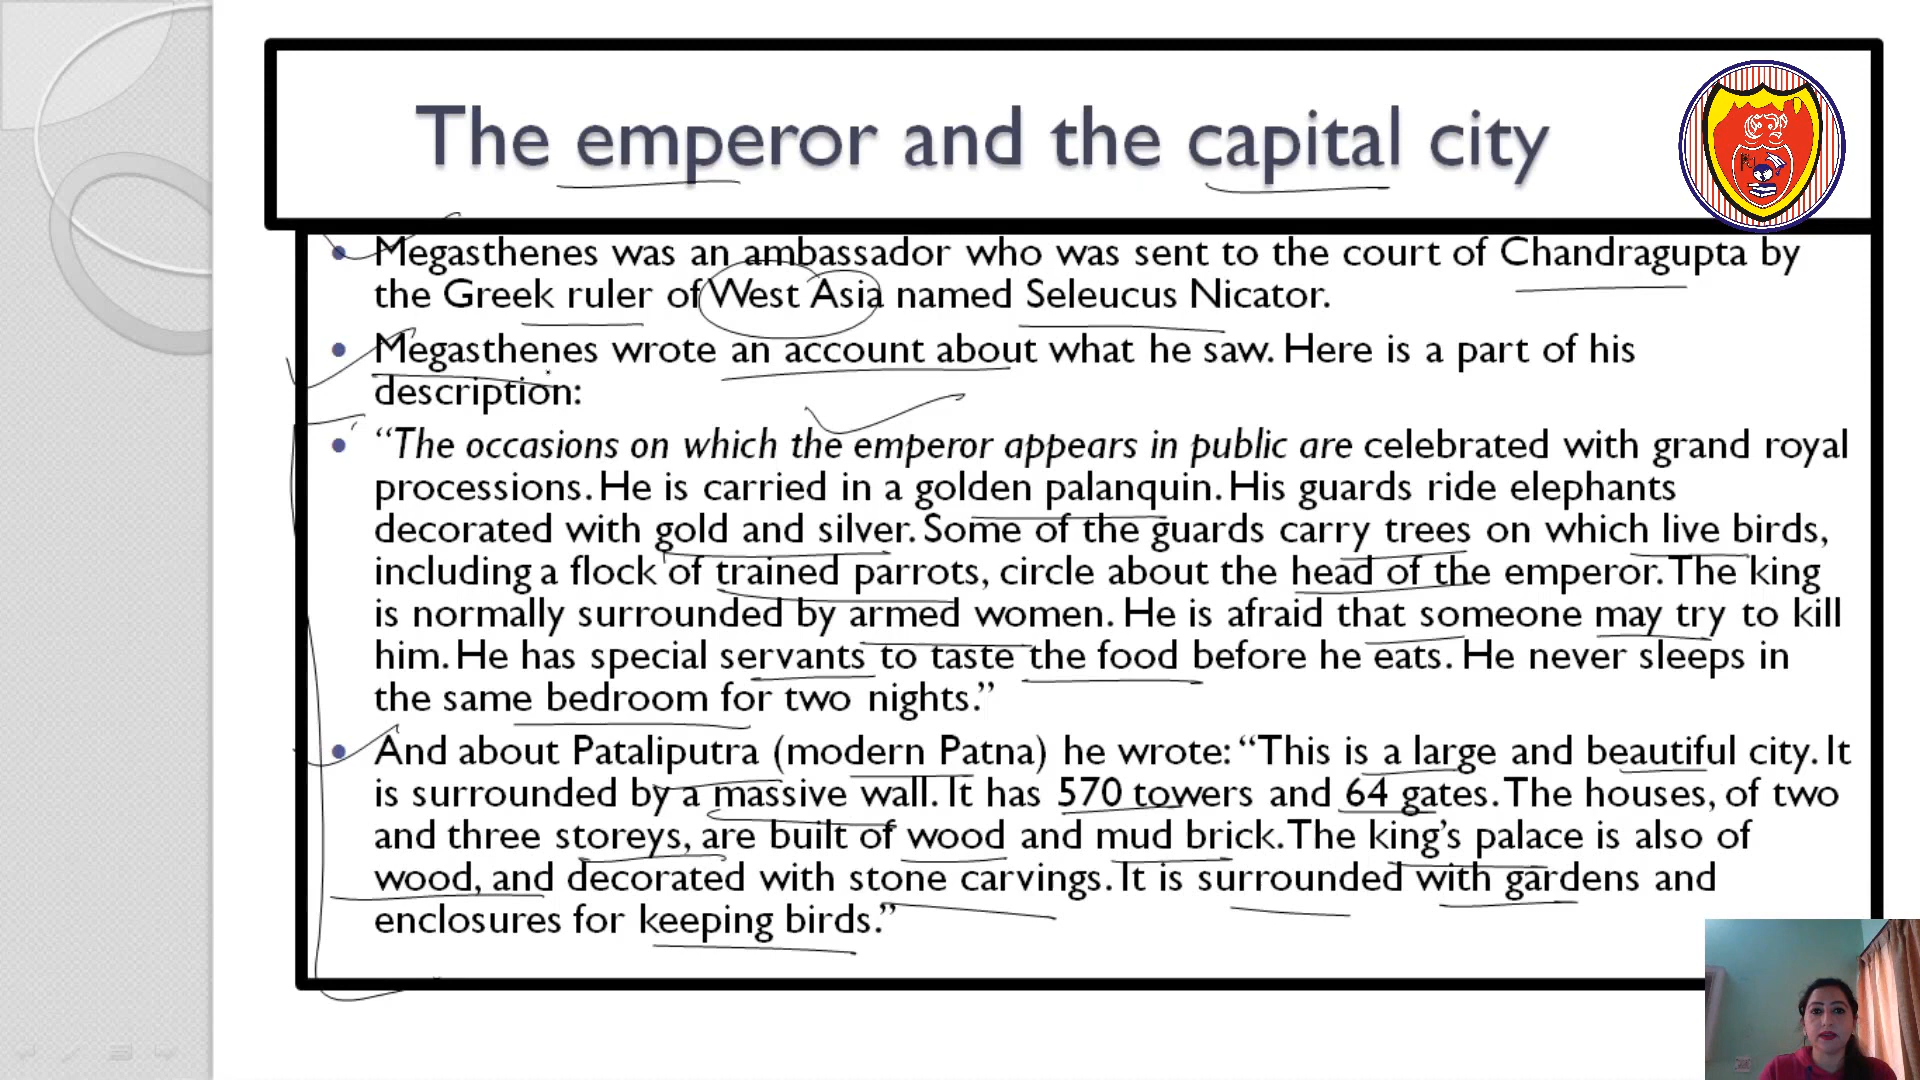 The emperor and the capital city
Megasthenes was an ambassador who was sent to the court of Chandragupta by
the Greek ruler of West Asia named Seleucus Nicator.
Megasthenes wrote an account about what he saw. Here is a part of his
description:
“The occasions on which the emperor appears in public are celebrated with grand royal
processions. He is carried in a golden palanquin. His guards ride elephants
decorated with gold and silver. Some of the guards carry trees on which live birds,
including a flock of trained parrots, circle about the head of the emperor. The king
is normally surrounded by armed women. He is afraid that someone may try to kill
him. He has special servants to taste the food before he eats. He never sleeps in
the same bedroom for two nights.”
And about Pataliputra (modern Patna) he wrote: “This is a large and beautiful city. It
is surrounded by a massive wall. It has 570 towers and 64 gates. The houses, of two
and three storeys, are built of wood and mud brick. The king’s palace is also of
wood, and decorated with stone carvings. It is surrounded with gardens and
enclosures for keeping birds.”